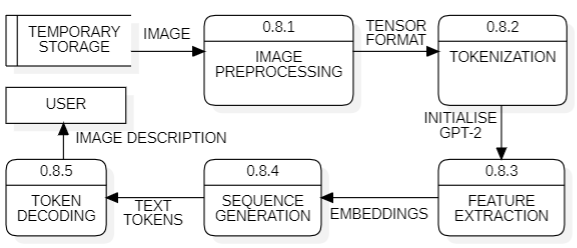 TEMPORARY
STORAGE
IMAGE
0.8.1
IMAGE
PREPROCESSING
TENSOR
FORMAT
0.8.2
TOKENIZATION
INITIALISE
GPT-2
0.8.3
FEATURE
EXTRACTION
EMBEDDINGS
0.8.4
SEQUENCE
GENERATION
TEXT
TOKENS
0.8.5
TOKEN
DECODING
IMAGE DESCRIPTION
USER